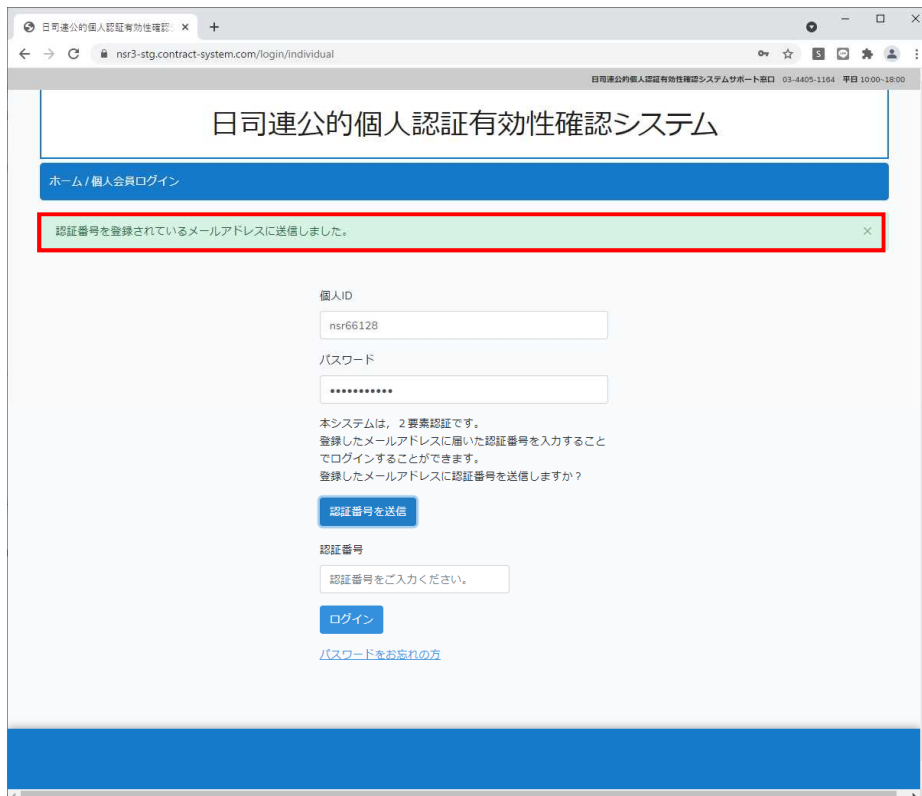 日司連公的個人認証有効性確認
nsr3-stg.contract-system.com/login/individual
日司連公的個人認証有効性確認システムサポート窓口 03-4405-1164 平日 10:00~18:00
日司連公的個人認証有効性確認システム
ホーム / 個人会員ログイン
認証番号を登録されているメールアドレスに送信しました。 ×
個人ID
nsr66128
パスワード
•••••••••••
本システムは，２要素認証です。
登録したメールアドレスに届いた認証番号を入力すること
でログインすることができます。
登録したメールアドレスに認証番号を送信しますか？
認証番号を送信
認証番号
認証番号をご入力ください。
ログイン
パスワードをお忘れの方